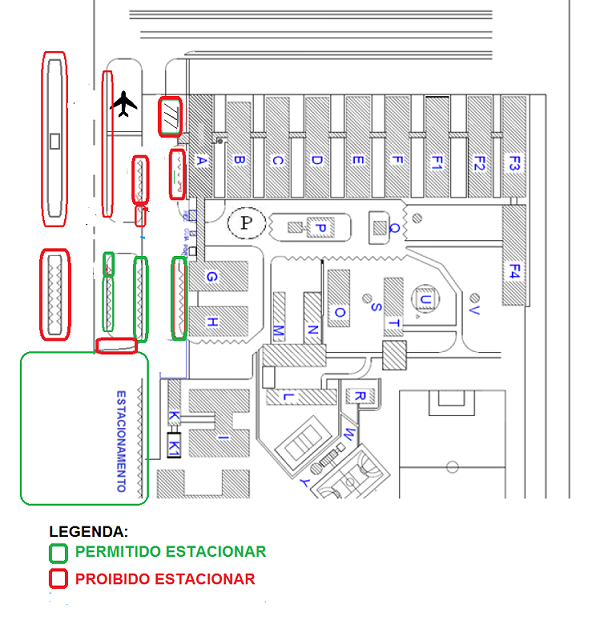 A
B
C
D
E
F
F1
F2
F3
P
P
Q
G
F4
H
M
N
O
S
T
U
V
L
R
K
K1
I
W
Y
ESTACIONAMENTO
LEGENDA:
PERMITIDO ESTACIONAR
PROIBIDO ESTACIONAR